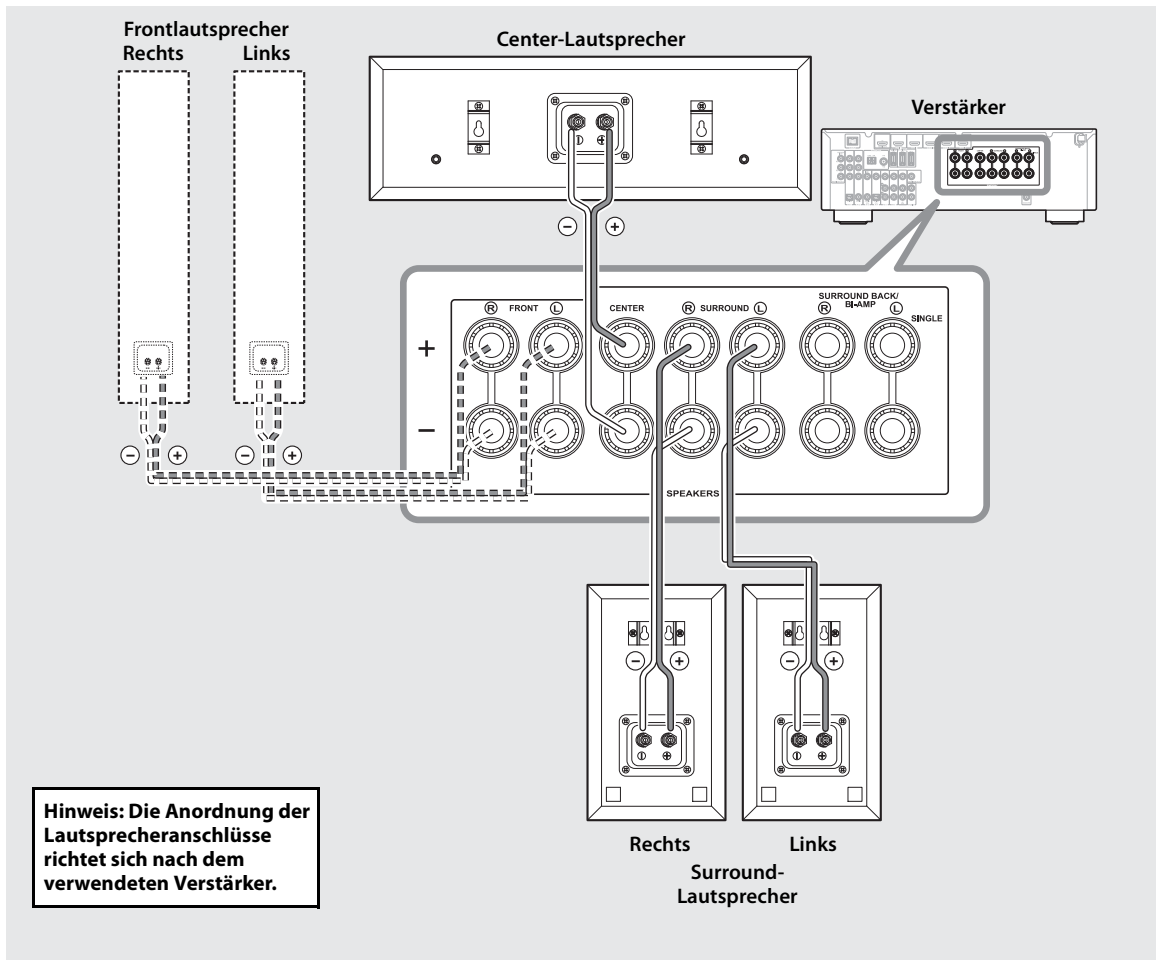 Frontlautsprecher
Rechts Links
Center-Lautsprecher
Verstärker
− +
R FRONT L CENTER R SURROUND L SURROUND BACK/
BI-AMP
R L SINGLE
+
−
− + − +
SPEAKERS
− + − +
Hinweis: Die Anordnung der
Lautsprecheranschlüsse
richtet sich nach dem
verwendeten Verstärker.
Rechts Links
Surround-
Lautsprecher